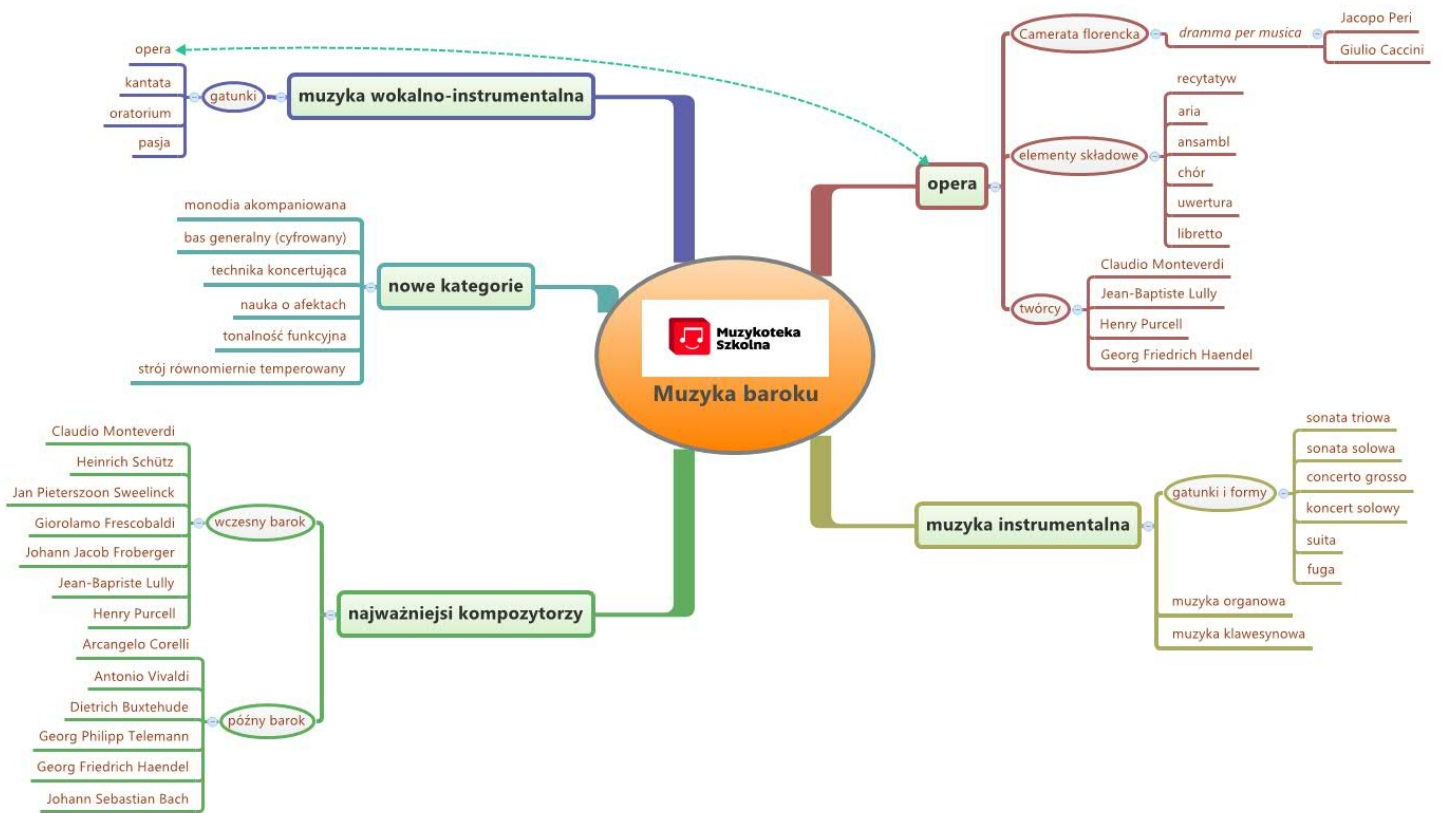 Muzykoteka
Szkolna
Muzyka baroku
muzyka wokalno-instrumentalna
gatunki
opera
kantata
oratorium
pasja
nowe kategorie
monodia akompaniowana
bas generalny (cyfrowany)
technika koncertująca
nauka o afektach
tonalność funkcyjna
strój równomiernie temperowany
najważniejsi kompozytorzy
wczesny barok
Claudio Monteverdi
Heinrich Schütz
Jan Pieterszoon Sweelinck
Giorolamo Frescobaldi
Johann Jacob Froberger
Jean-Bapriste Lully
Henry Purcell
późny barok
Arcangelo Corelli
Antonio Vivaldi
Dietrich Buxtehude
Georg Philipp Telemann
Georg Friedrich Haendel
Johann Sebastian Bach
opera
Camerata florencka
dramma per musica
Jacopo Peri
Giulio Caccini
elementy składowe
recytatyw
aria
ansambl
chór
uwertura
libretto
twórcy
Claudio Monteverdi
Jean-Baptiste Lully
Henry Purcell
Georg Friedrich Haendel
muzyka instrumentalna
gatunki i formy
sonata triowa
sonata solowa
concerto grosso
koncert solowy
suita
fuga
muzyka organowa
muzyka klawesynowa